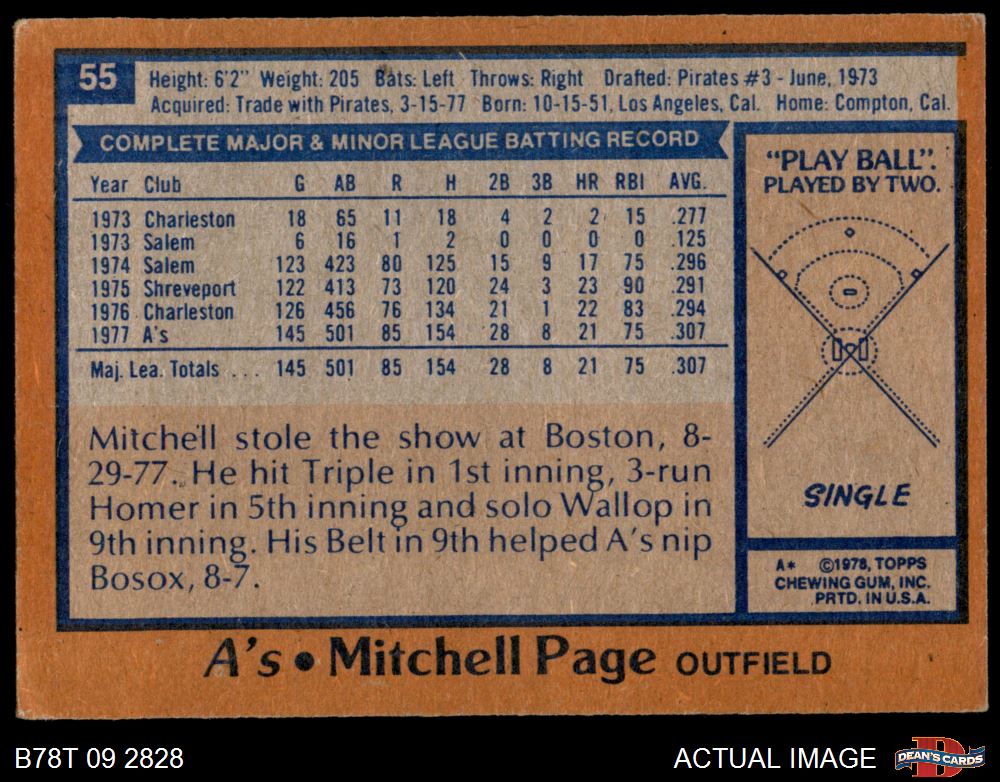 55
Height: 6'2" Weight: 205 Bats: Left Throws: Right Drafted: Pirates #3 - June, 1973
Acquired: Trade with Pirates, 3-15-77 Born: 10-15-51, Los Angeles, Cal. Home: Compton, Cal.
COMPLETE MAJOR & MINOR LEAGUE BATTING RECORD
Year Club G AB R H 2B 3B HR RBI AVG.
1973 Charleston 18 65 11 18 4 2 2 15 .277
1973 Salem 6 16 1 2 0 0 0 0 .125
1974 Salem 123 423 80 125 15 9 17 75 .296
1975 Shreveport 122 413 73 120 24 3 23 90 .291
1976 Charleston 126 456 76 134 21 1 22 83 .294
1977 A's 145 501 85 154 28 8 21 75 .307
Maj. Lea. Totals ... 145 501 85 154 28 8 21 75 .307
Mitchell stole the show at Boston, 8-
29-77. He hit Triple in 1st inning, 3-run
Homer in 5th inning and solo Wallop in
9th inning. His Belt in 9th helped A's nip
Bosox, 8-7.
"PLAY BALL".
PLAYED BY TWO.
SINGLE
A* ©1978, TOPPS
CHEWING GUM, INC.
PRTD. IN U.S.A.
A's • Mitchell Page OUTFIELD
B78T 09 2828
ACTUAL IMAGE
D
DEAN'S CARDS